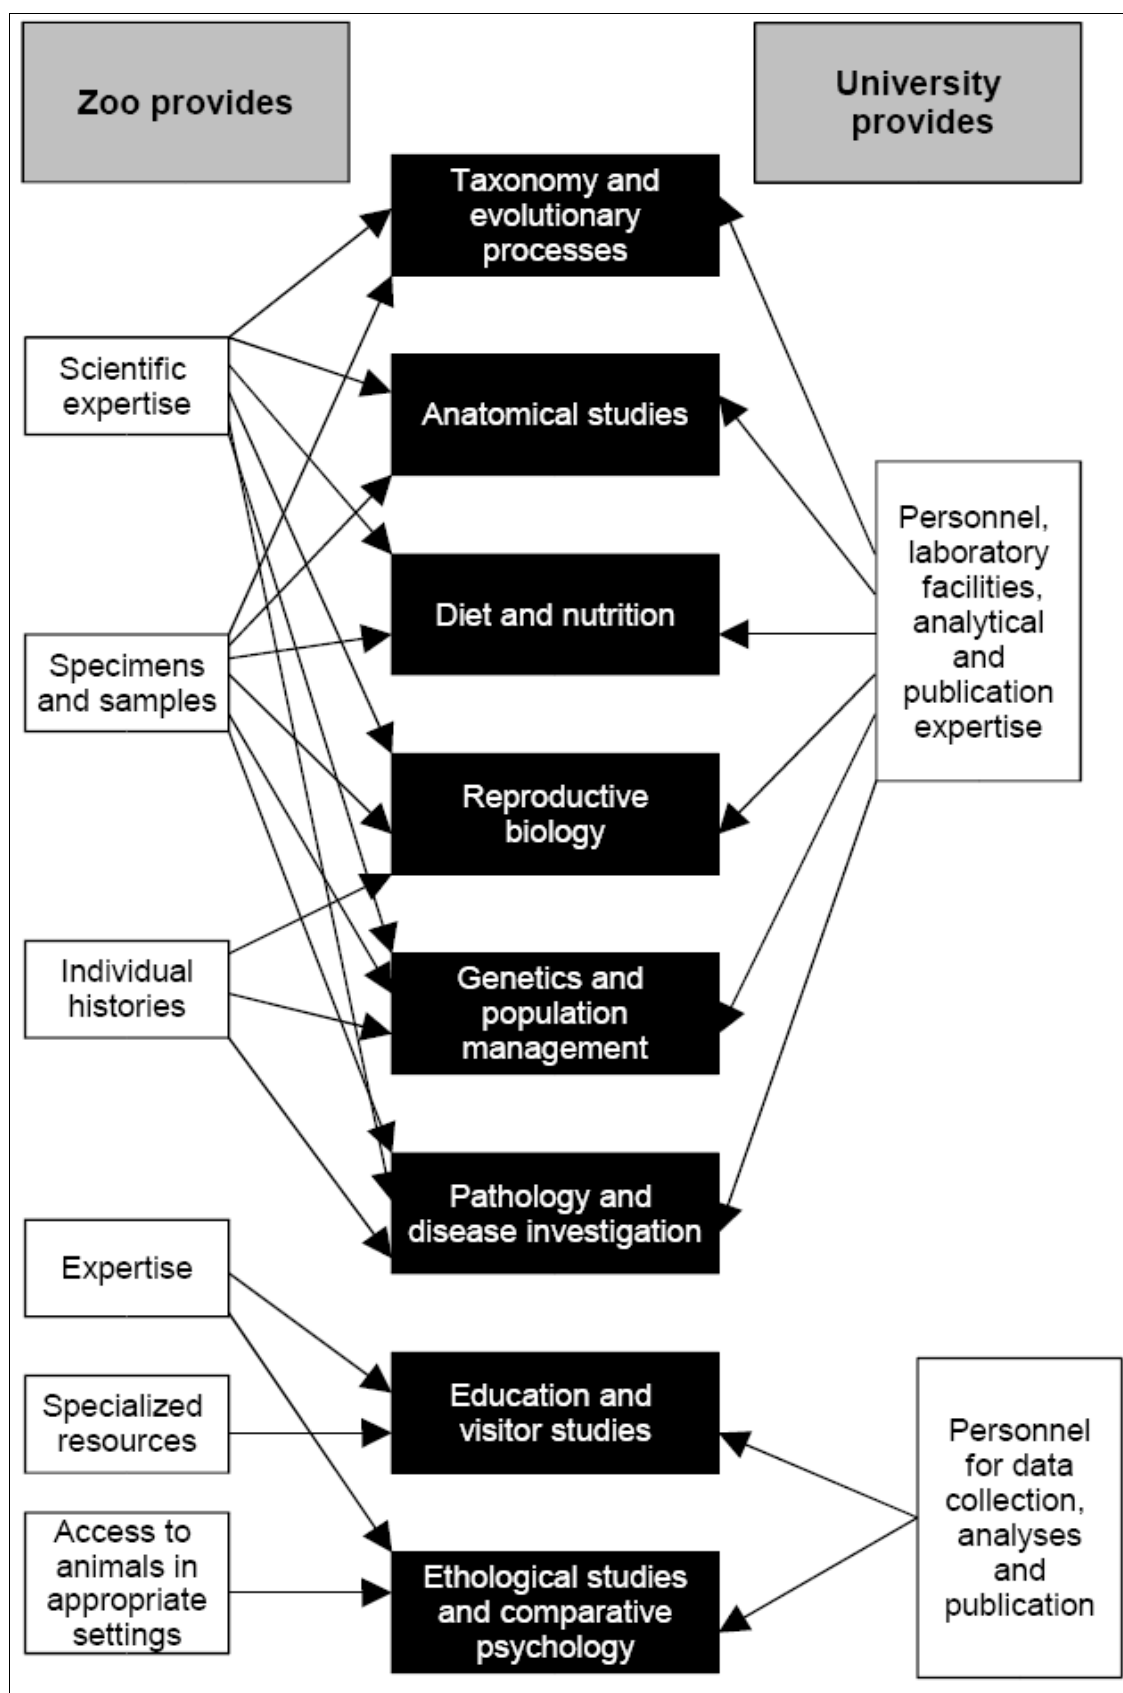 Zoo provides
University
provides
Taxonomy and
evolutionary
processes
Scientific
expertise
Anatomical studies
Personnel,
laboratory
facilities,
analytical
and
publication
expertise
Diet and nutrition
Specimens
and samples
Reproductive
biology
Individual
histories
Genetics and
population
management
Pathology and
disease investigation
Expertise
Education and
visitor studies
Specialized
resources
Personnel
for data
collection,
analyses
and
publication
Access to
animals in
appropriate
settings
Ethological studies
and comparative
psychology